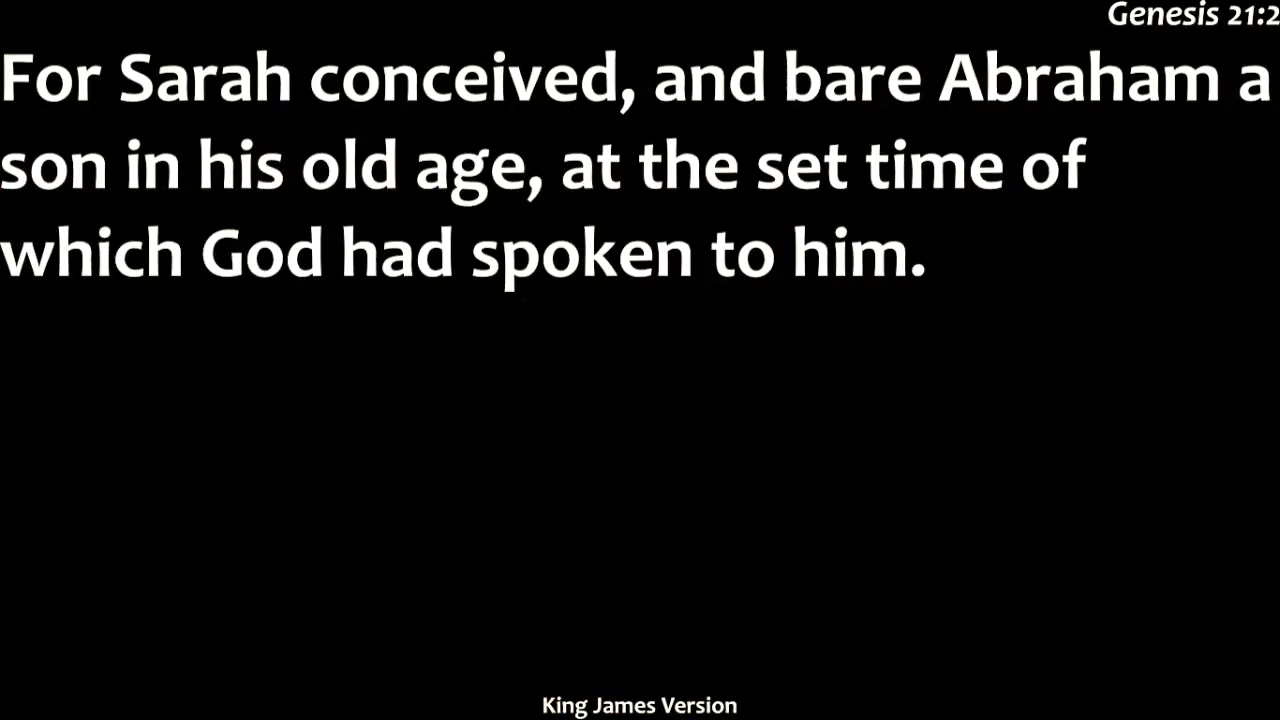 Genesis 21:2
For Sarah conceived, and bare Abraham a
son in his old age, at the set time of
which God had spoken to him.
King James Version